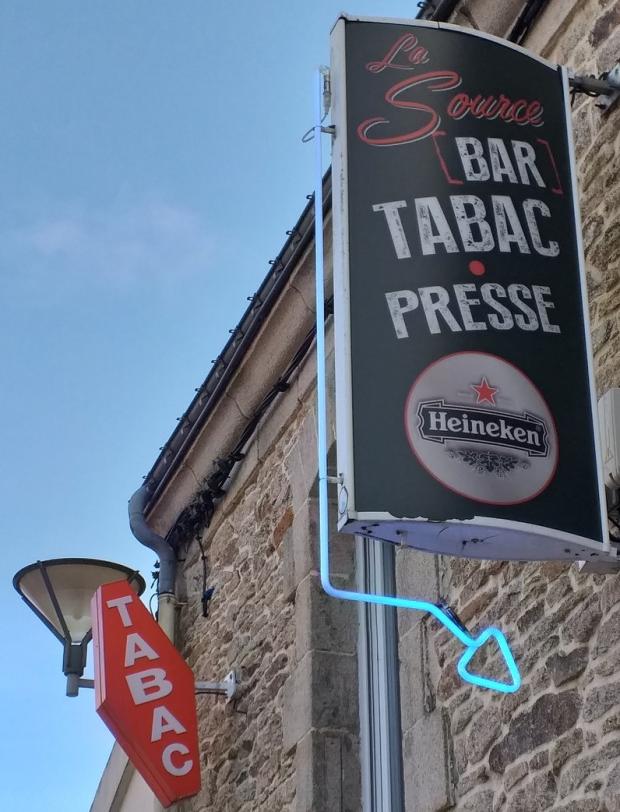 La
Source
[BAR]
TABAC
•
PRESSE
Heineken
TABAC